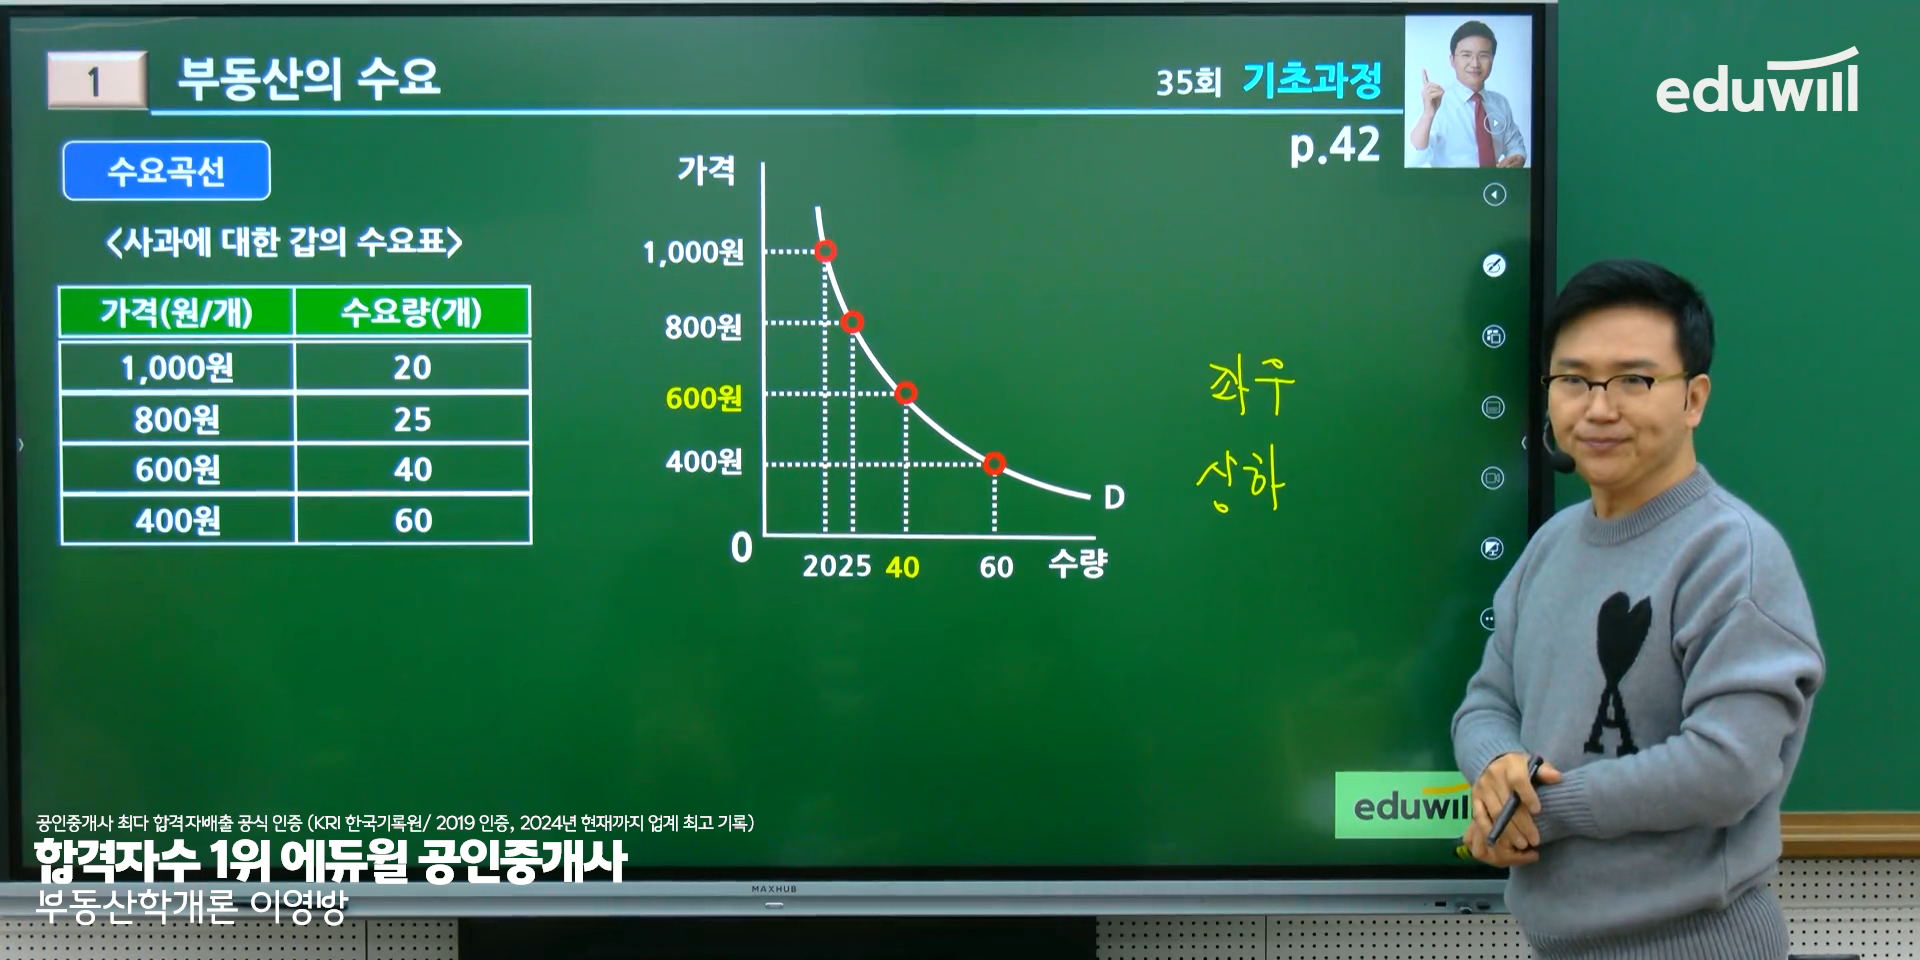 1
부동산의 수요
35회 기초과정
p.42
eduwill
수요곡선
<사과에 대한 갑의 수요표>
가격(원/개) 수요량(개)
1,000원 20
800원 25
600원 40
400원 60
가격
1,000원
800원
600원
400원
0
2025 40 60 수량
D
좌우
상하
eduwil
공인중개사 최다 합격자배출 공식 인증 (KRI 한국기록원/ 2019 인증, 2024년 현재까지 업계 최고 기록)
합격자수 1위 에듀윌 공인중개사
부동산학개론 이영방
MAXHUB
A